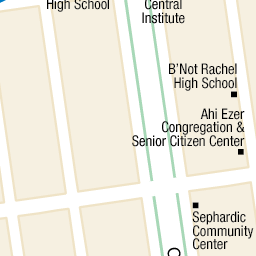 High School
Central
Institute
B'Not Rachel
High School
Ahi Ezer
Congregation &
Senior Citizen Center
Sephardic
Community
Center